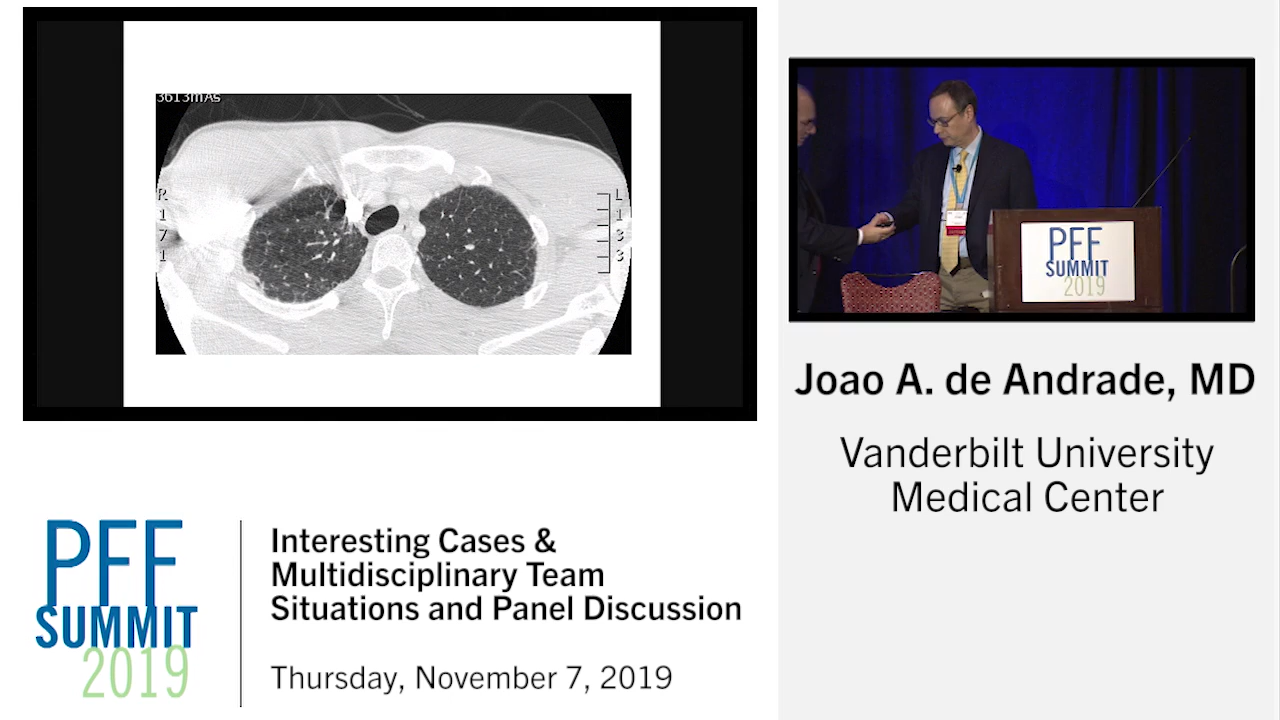 3613mAs
R
1
7
1
L
1
3
3
PFF
SUMMIT
2019
Joao A. de Andrade, MD
Vanderbilt University
Medical Center
PFF
SUMMIT
2019
Interesting Cases &
Multidisciplinary Team
Situations and Panel Discussion
Thursday, November 7, 2019